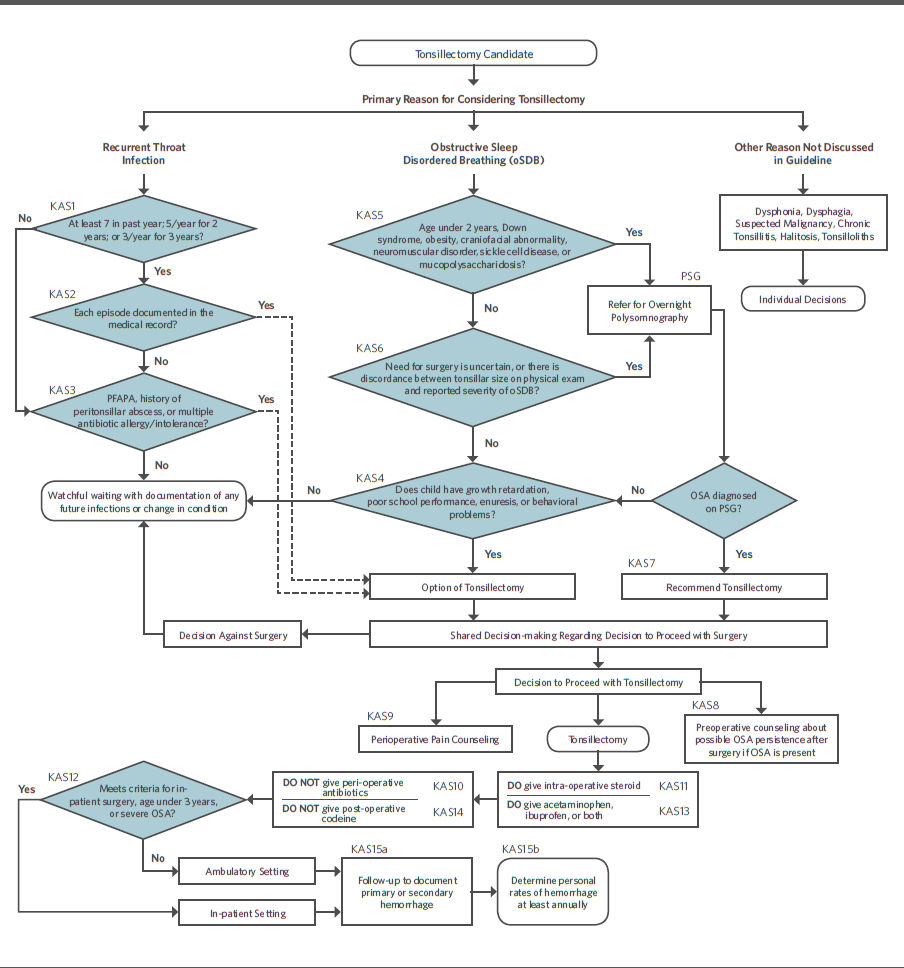 Tonsillectomy Candidate
Primary Reason for Considering Tonsillectomy
Recurrent Throat
Infection
Obstructive Sleep
Disordered Breathing (oSDB)
Other Reason Not Discussed
in Guideline
KAS1
No
At least 7 in past year; 5/year for 2
years; or 3/year for 3 years?
Yes
KAS2
Each episode documented in the
medical record?
Yes
No
KAS3
PFAPA, history of
peritonsillar abscess, or multiple
antibiotic allergy/intolerance?
Yes
No
Watchful waiting with documentation of any
future infections or change in condition
KAS5
Age under 2 years, Down
syndrome, obesity, craniofacial abnormality,
neuromuscular disorder, sickle cell disease, or
mucopolysaccharidosis?
Yes
No
PSG
Refer for Overnight
Polysomnography
KAS6
Need for surgery is uncertain, or there is
discordance between tonsillar size on physical exam
and reported severity of oSDB?
Yes
No
KAS4
Does child have growth retardation,
poor school performance, enuresis, or behavioral
problems?
No
Yes
No
OSA diagnosed
on PSG?
Yes
Dysphonia, Dysphagia,
Suspected Malignancy, Chronic
Tonsillitis, Halitosis, Tonsilloliths
Individual Decisions
Option of Tonsillectomy
KAS7
Recommend Tonsillectomy
Decision Against Surgery
Shared Decision-making Regarding Decision to Proceed with Surgery
Decision to Proceed with Tonsillectomy
KAS9
Perioperative Pain Counseling
Tonsillectomy
KAS8
Preoperative counseling about
possible OSA persistence after
surgery if OSA is present
DO give intra-operative steroid KAS11
DO give acetaminophen,
ibuprofen, or both KAS13
DO NOT give peri-operative
antibiotics KAS10
DO NOT give post-operative
codeine KAS14
KAS12
Yes
Meets criteria for in-
patient surgery, age under 3 years,
or severe OSA?
No
Ambulatory Setting
In-patient Setting
KAS15a
Follow-up to document
primary or secondary
hemorrhage
KAS15b
Determine personal
rates of hemorrhage
at least annually